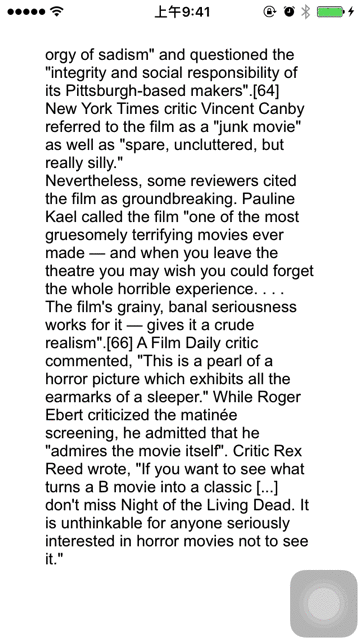 上午9:41
orgy of sadism" and questioned the
"integrity and social responsibility of
its Pittsburgh-based makers".[64]
New York Times critic Vincent Canby
referred to the film as a "junk movie"
as well as "spare, uncluttered, but
really silly."
Nevertheless, some reviewers cited
the film as groundbreaking. Pauline
Kael called the film "one of the most
gruesomely terrifying movies ever
made — and when you leave the
theatre you may wish you could forget
the whole horrible experience. . . .
The film's grainy, banal seriousness
works for it — gives it a crude
realism".[66] A Film Daily critic
commented, "This is a pearl of a
horror picture which exhibits all the
earmarks of a sleeper." While Roger
Ebert criticized the matinée
screening, he admitted that he
"admires the movie itself". Critic Rex
Reed wrote, "If you want to see what
turns a B movie into a classic [...]
don't miss Night of the Living Dead. It
is unthinkable for anyone seriously
interested in horror movies not to see
it."